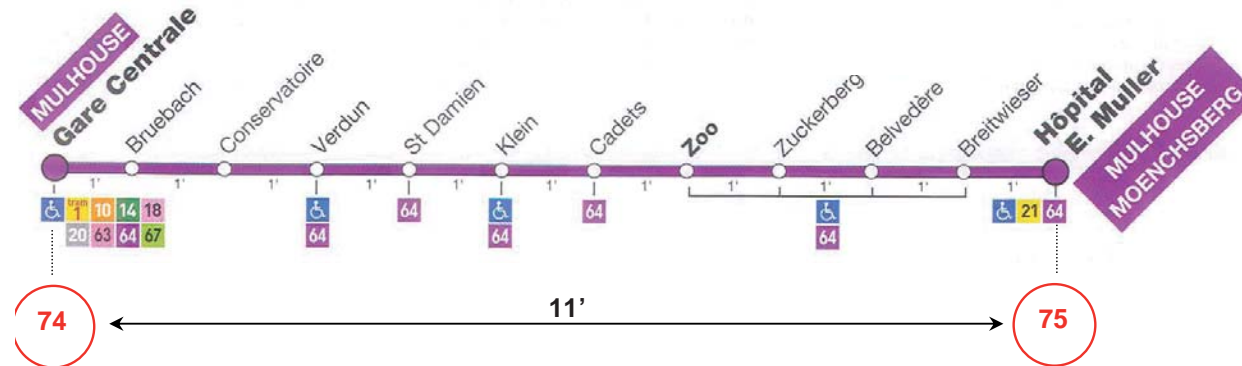 MULHOUSE
Gare Centrale
Bruebach
Conservatoire
Verdun
St Damien
Klein
Cadets
Zoo
Zuckerberg
Belvedère
Breitwieser
Hôpital
E. Muller
MULHOUSE
MOENCHSBERG
1' 1' 1' 1' 1' 1' 1' 1' 1' 1' 1'
tram 1 10 14 18
20 63 64 67
64
64
64
64
64
21 64
74
11’
75